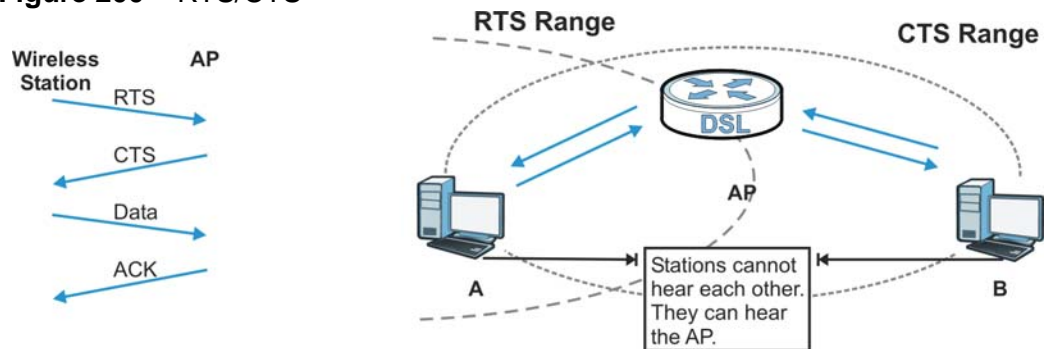 Figure RTS/CTS
Wireless
Station
AP
RTS
CTS
Data
ACK
RTS Range
CTS Range
DSL
AP
A
Stations cannot
hear each other.
They can hear
the AP.
B